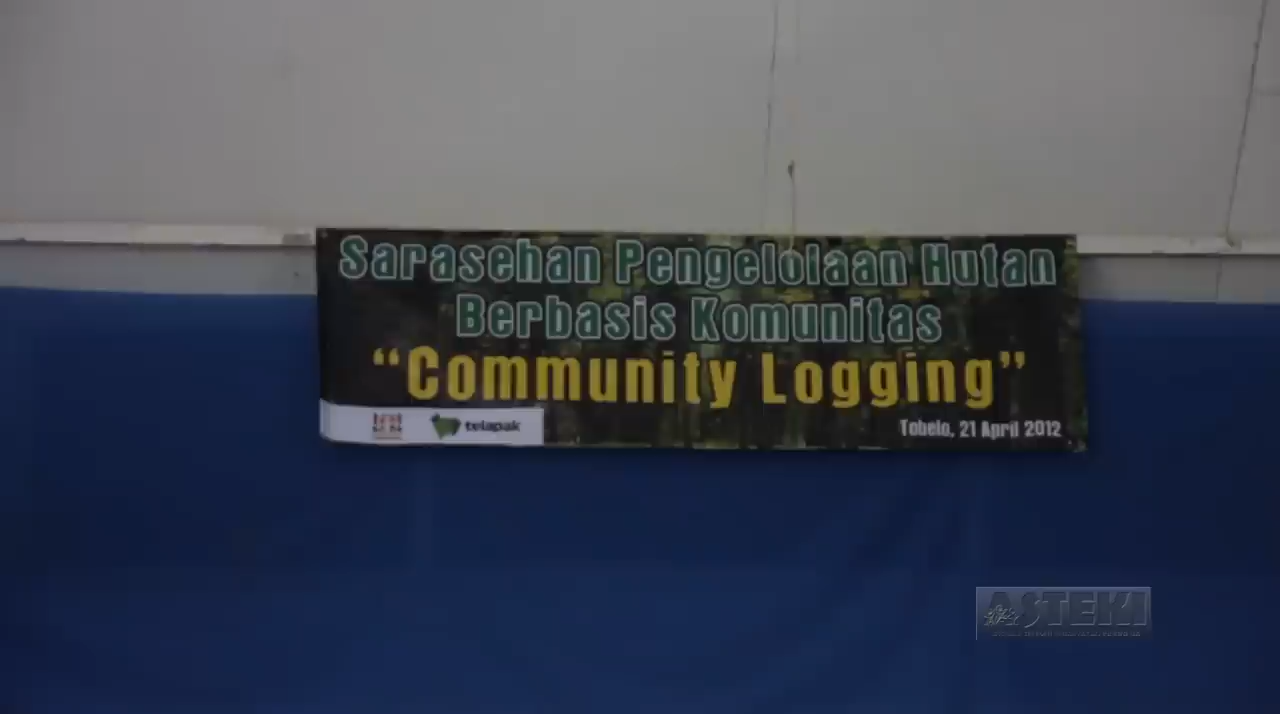 Sarasehan Pengelolaan Hutan
Berbasis Komunitas
“Community Logging”
telapak
Tobelo, 21 April 2012
ASTEKI